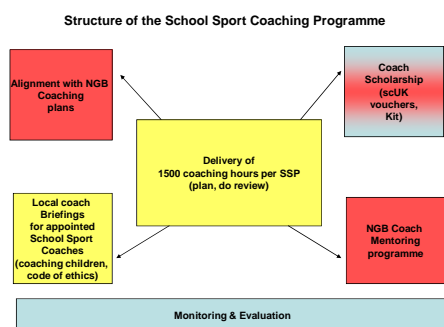 Structure of the School Sport Coaching Programme
Alignment with NGB
Coaching
plans
Coach
Scholarship
(scUK
vouchers,
Kit)
Delivery of
1500 coaching hours per SSP
(plan, do review)
Local coach
Briefings
for appointed
School Sport
Coaches
(coaching children,
code of ethics)
NGB Coach
Mentoring
programme
Monitoring & Evaluation